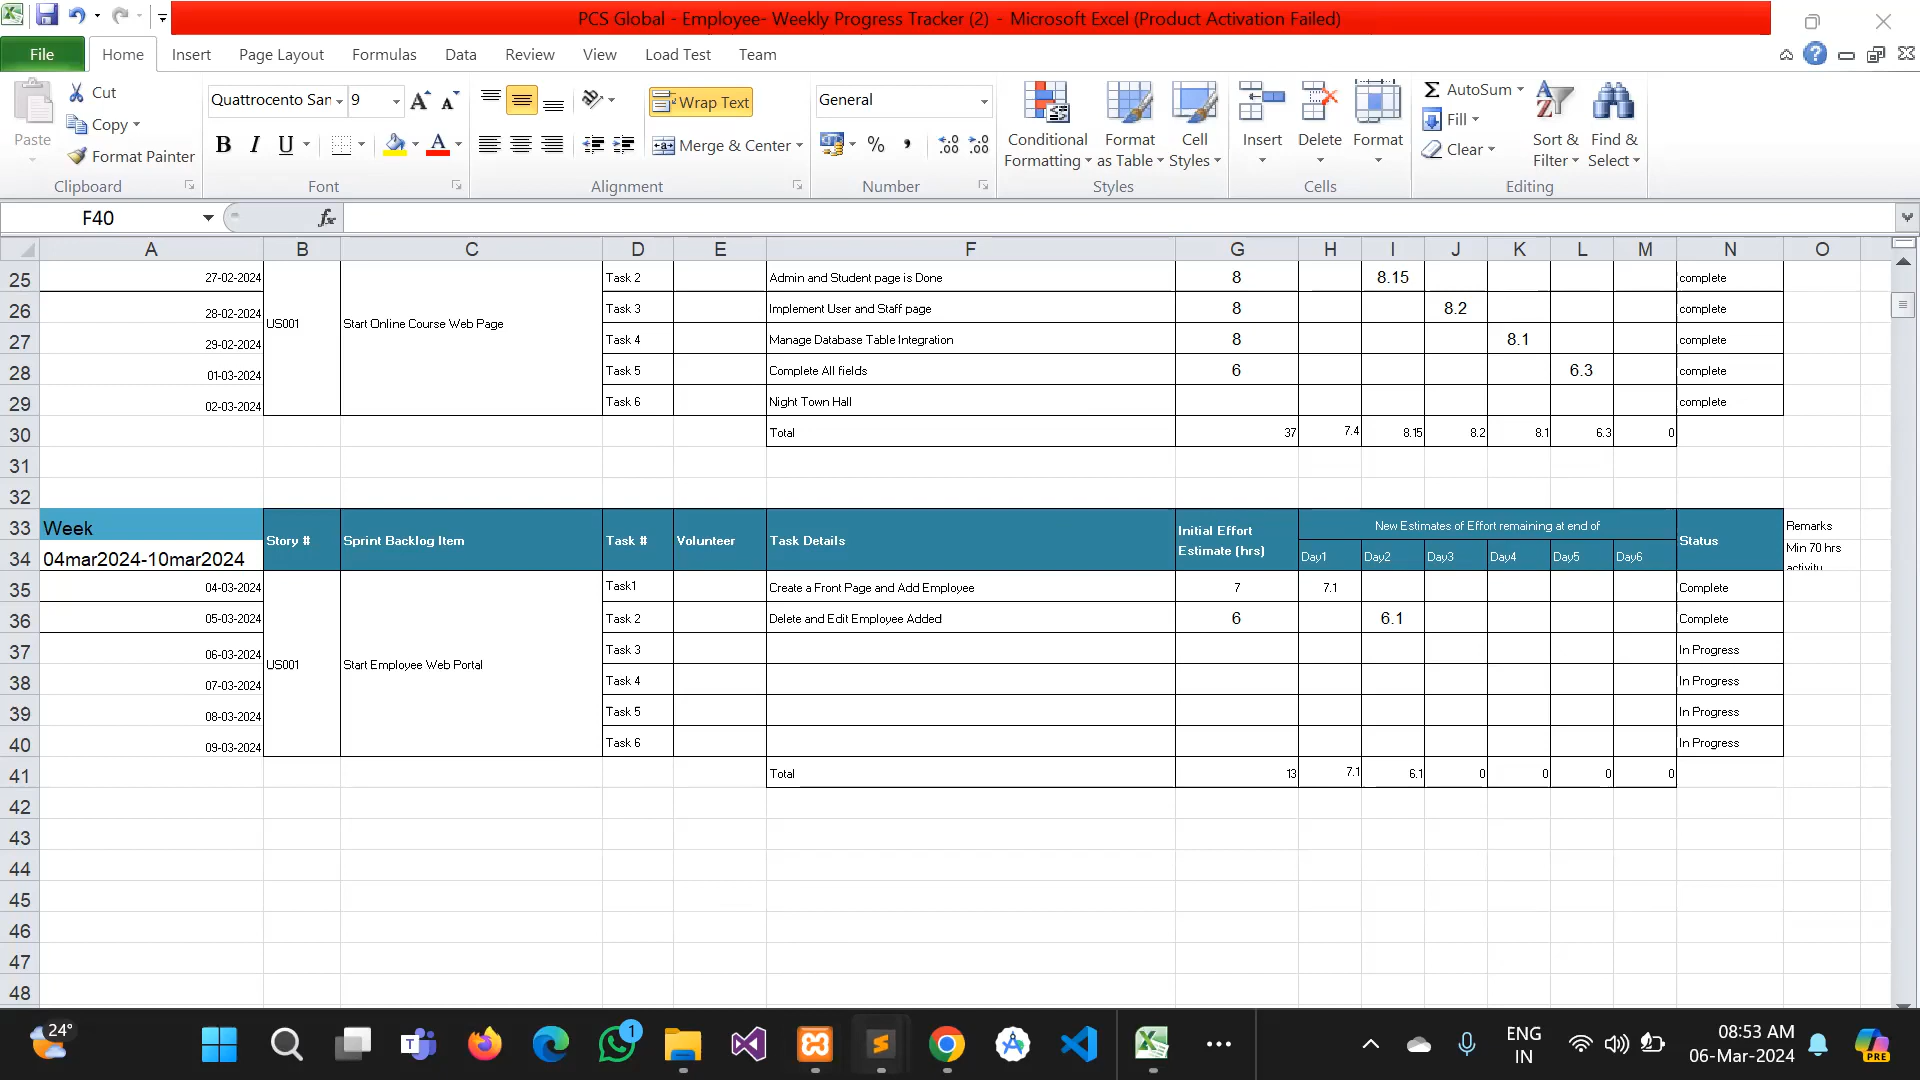 PCS Global - Employee- Weekly Progress Tracker (2) - Microsoft Excel (Product Activation Failed)
File Home Insert Page Layout Formulas Data Review View Load Test Team
Paste Cut Copy Format Painter
Clipboard
Quattrocento San 9
B I U A
Font
Wrap Text
Merge & Center
Alignment
General
% ,
Number
Conditional Formatting Format as Table Cell Styles
Styles
Insert Delete Format
Cells
AutoSum Fill Clear Sort & Filter Find & Select
Editing
F40 fx
A B C D E F G H I J K L M N O
25 27-02-2024 Task 2 Admin and Student page is Done 8 8.15 complete
26 28-02-2024 US001 Start Online Course Web Page Task 3 Implement User and Staff page 8 8.2 complete
27 29-02-2024 Task 4 Manage Database Table Integration 8 8.1 complete
28 01-03-2024 Task 5 Complete All fields 6 6.3 complete
29 02-03-2024 Task 6 Night Town Hall complete
30 Total 37 7.4 8.15 8.2 8.1 6.3 0
31
32
33 Week Story # Sprint Backlog Item Task # Volunteer Task Details Initial Effort Estimate (hrs) New Estimates of Effort remaining at end of Status Remarks
34 04mar2024-10mar2024 Day1 Day2 Day3 Day4 Day5 Day6 Min 70 hrs activity
35 04-03-2024 Task1 Create a Front Page and Add Employee 7 7.1 Complete
36 05-03-2024 Task 2 Delete and Edit Employee Added 6 6.1 Complete
37 06-03-2024 US001 Start Employee Web Portal Task 3 In Progress
38 07-03-2024 Task 4 In Progress
39 08-03-2024 Task 5 In Progress
40 09-03-2024 Task 6 In Progress
41 Total 13 7.1 6.1 0 0 0 0
42
43
44
45
46
47
48
24° 1 ENG 08:53 AM
IN 06-Mar-2024 PRE